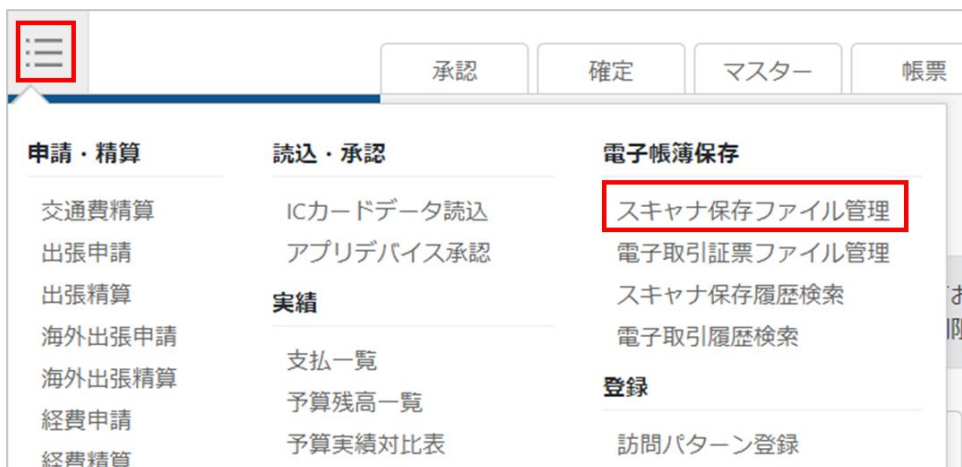 承認
確定
マスター
帳票
申請・精算
交通費精算
出張申請
出張精算
海外出張申請
海外出張精算
経費申請
経費精算
読込・承認
ICカードデータ読込
アプリデバイス承認
実績
支払一覧
予算残高一覧
予算実績対比表
電子帳簿保存
スキャナ保存ファイル管理
電子取引証票ファイル管理
スキャナ保存履歴検索
電子取引履歴検索
登録
訪問パターン登録